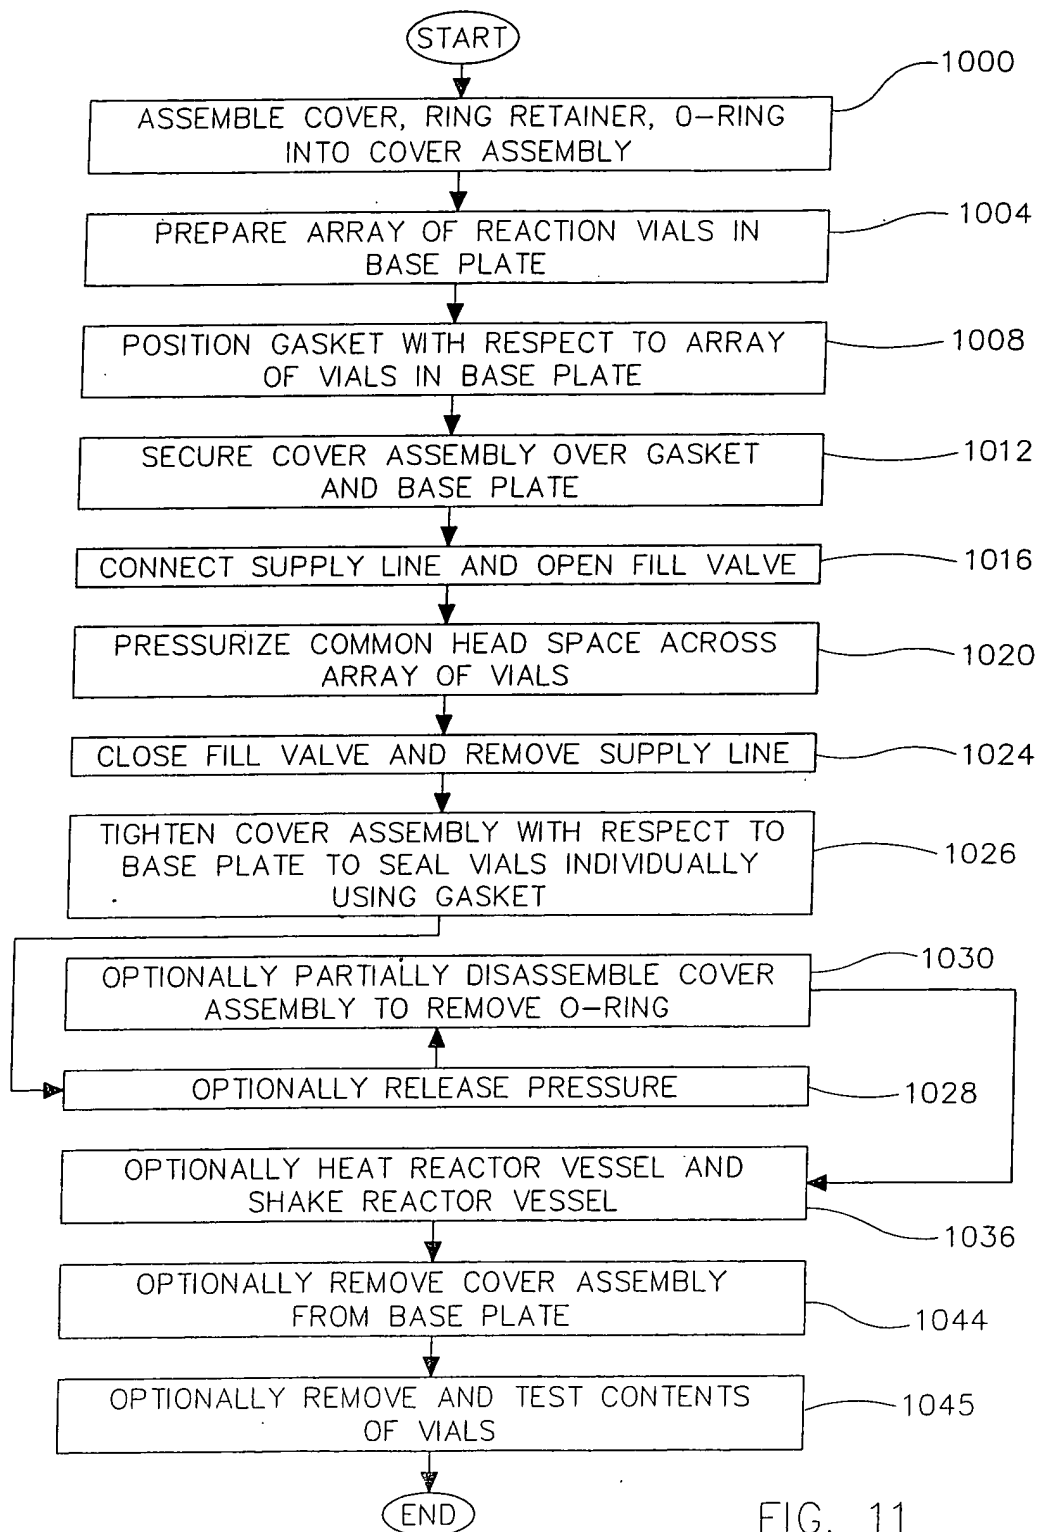 START
1000
ASSEMBLE COVER, RING RETAINER, O-RING
INTO COVER ASSEMBLY
1004
PREPARE ARRAY OF REACTION VIALS IN
BASE PLATE
1008
POSITION GASKET WITH RESPECT TO ARRAY
OF VIALS IN BASE PLATE
1012
SECURE COVER ASSEMBLY OVER GASKET
AND BASE PLATE
1016
CONNECT SUPPLY LINE AND OPEN FILL VALVE
PRESSURIZE COMMON HEAD SPACE ACROSS
ARRAY OF VIALS
1020
CLOSE FILL VALVE AND REMOVE SUPPLY LINE
1024
TIGHTEN COVER ASSEMBLY WITH RESPECT TO
BASE PLATE TO SEAL VIALS INDIVIDUALLY
USING GASKET
1026
1030
OPTIONALLY PARTIALLY DISASSEMBLE COVER
ASSEMBLY TO REMOVE O-RING
OPTIONALLY RELEASE PRESSURE
1028
OPTIONALLY HEAT REACTOR VESSEL AND
SHAKE REACTOR VESSEL
1036
OPTIONALLY REMOVE COVER ASSEMBLY
FROM BASE PLATE
1044
OPTIONALLY REMOVE AND TEST CONTENTS
OF VIALS
1045
END
FIG. 11